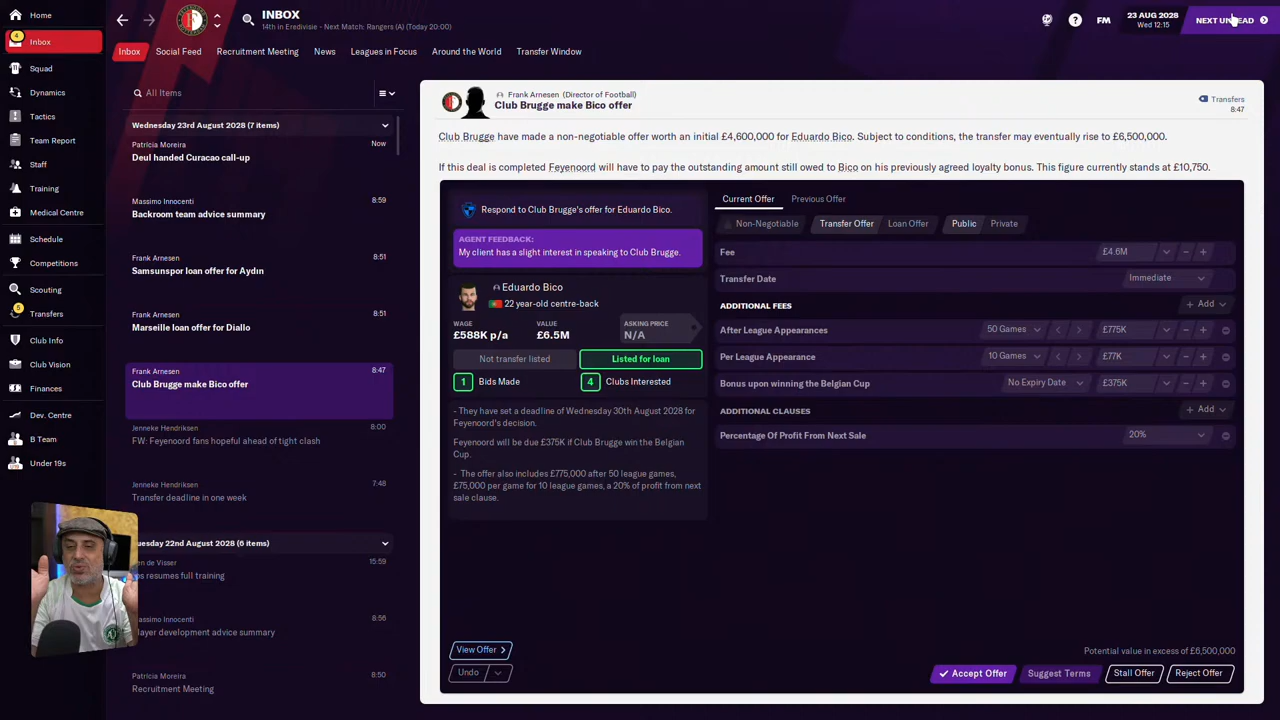 Home
INBOX
14th in Eredivisie - Next Match: Rangers (A) (Today 20:00)
FM
23 AUG 2028
Wed 12:15
NEXT UNREAD
4
Inbox
Squad
Dynamics
Tactics
Team Report
Staff
Training
Medical Centre
Schedule
Competitions
Scouting
5
Transfers
Club Info
Club Vision
Finances
Dev. Centre
B Team
Under 19s
Inbox
Social Feed
Recruitment Meeting
News
Leagues in Focus
Around the World
Transfer Window
All Items
Wednesday 23rd August 2028 (7 items)
Patrícia Moreira
Now
Deul handed Curacao call-up
Massimo Innocenti
8:59
Backroom team advice summary
Frank Arnesen
8:51
Samsunspor loan offer for Aydın
Frank Arnesen
8:51
Marseille loan offer for Diallo
Frank Arnesen
8:47
Club Brugge make Bico offer
Jenneke Hendriksen
8:00
FW: Feyenoord fans hopeful ahead of tight clash
Jenneke Hendriksen
7:48
Transfer deadline in one week
uesday 22nd August 2028 (6 items)
en de Visser
15:59
os resumes full training
assimo Innocenti
8:56
layer development advice summary
Patrícia Moreira
8:50
Recruitment Meeting
Frank Arnesen (Director of Football)
Club Brugge make Bico offer
Transfers
8:47
Club Brugge have made a non-negotiable offer worth an initial £4,600,000 for Eduardo Bico. Subject to conditions, the transfer may eventually rise to £6,500,000.
If this deal is completed Feyenoord will have to pay the outstanding amount still owed to Bico on his previously agreed loyalty bonus. This figure currently stands at £10,750.
Respond to Club Brugge's offer for Eduardo Bico.
AGENT FEEDBACK:
My client has a slight interest in speaking to Club Brugge.
Eduardo Bico
22 year-old centre-back
WAGE
£588K p/a
VALUE
£6.5M
ASKING PRICE
N/A
Not transfer listed
Listed for loan
1 Bids Made
4 Clubs Interested
- They have set a deadline of Wednesday 30th August 2028 for
Feyenoord's decision.
Feyenoord will be due £375K if Club Brugge win the Belgian
Cup.
- The offer also includes £775,000 after 50 league games,
£75,000 per game for 10 league games, a 20% of profit from next
sale clause.
View Offer
Undo
Current Offer
Previous Offer
Non-Negotiable
Transfer Offer
Loan Offer
Public
Private
Fee
£4.6M
Transfer Date
Immediate
ADDITIONAL FEES
Add
After League Appearances
50 Games
£775K
Per League Appearance
10 Games
£77K
Bonus upon winning the Belgian Cup
No Expiry Date
£375K
ADDITIONAL CLAUSES
Add
Percentage Of Profit From Next Sale
20%
Potential value in excess of £6,500,000
Accept Offer
Suggest Terms
Stall Offer
Reject Offer